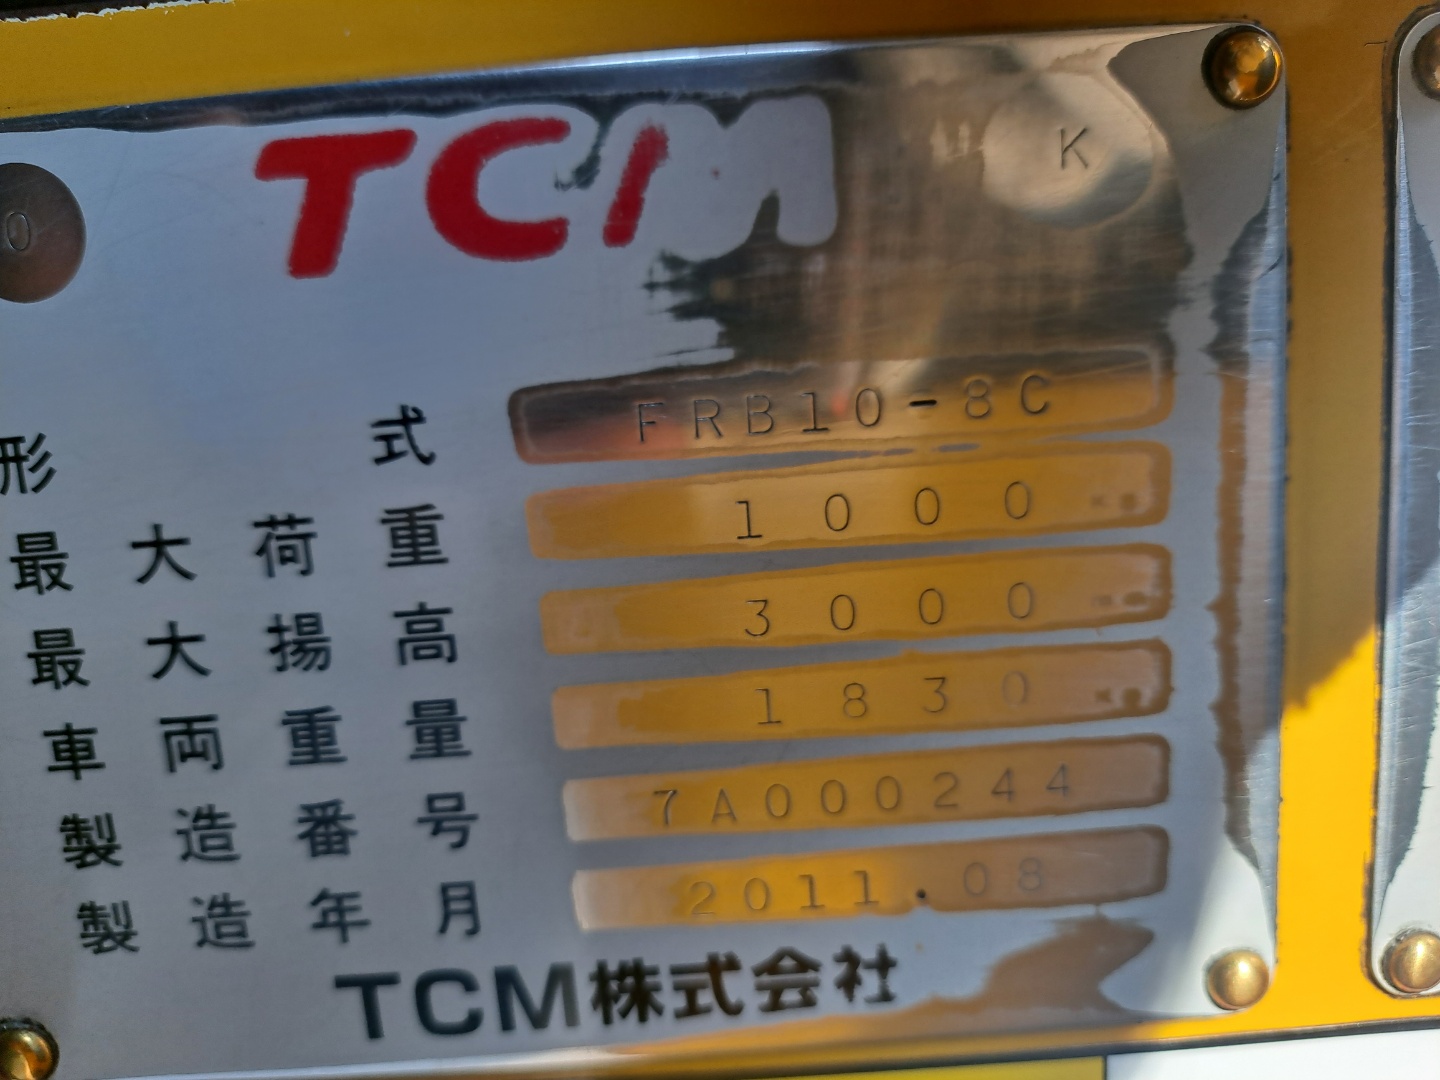 TCM
O
K
形式 FRB10-8C
最大荷重 1000 kg
最大揚高 3000
車両重量 1830 kg
製造番号 7A000244
製造年月 2011.08
TCM株式会社